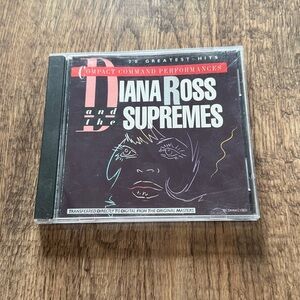 20 GREATEST HITS
COMPACT COMMAND PERFORMANCES
DIANA ROSS
and the SUPREMES
TRANSFERRED DIRECTLY TO DIGITAL FROM THE ORIGINAL MASTERS